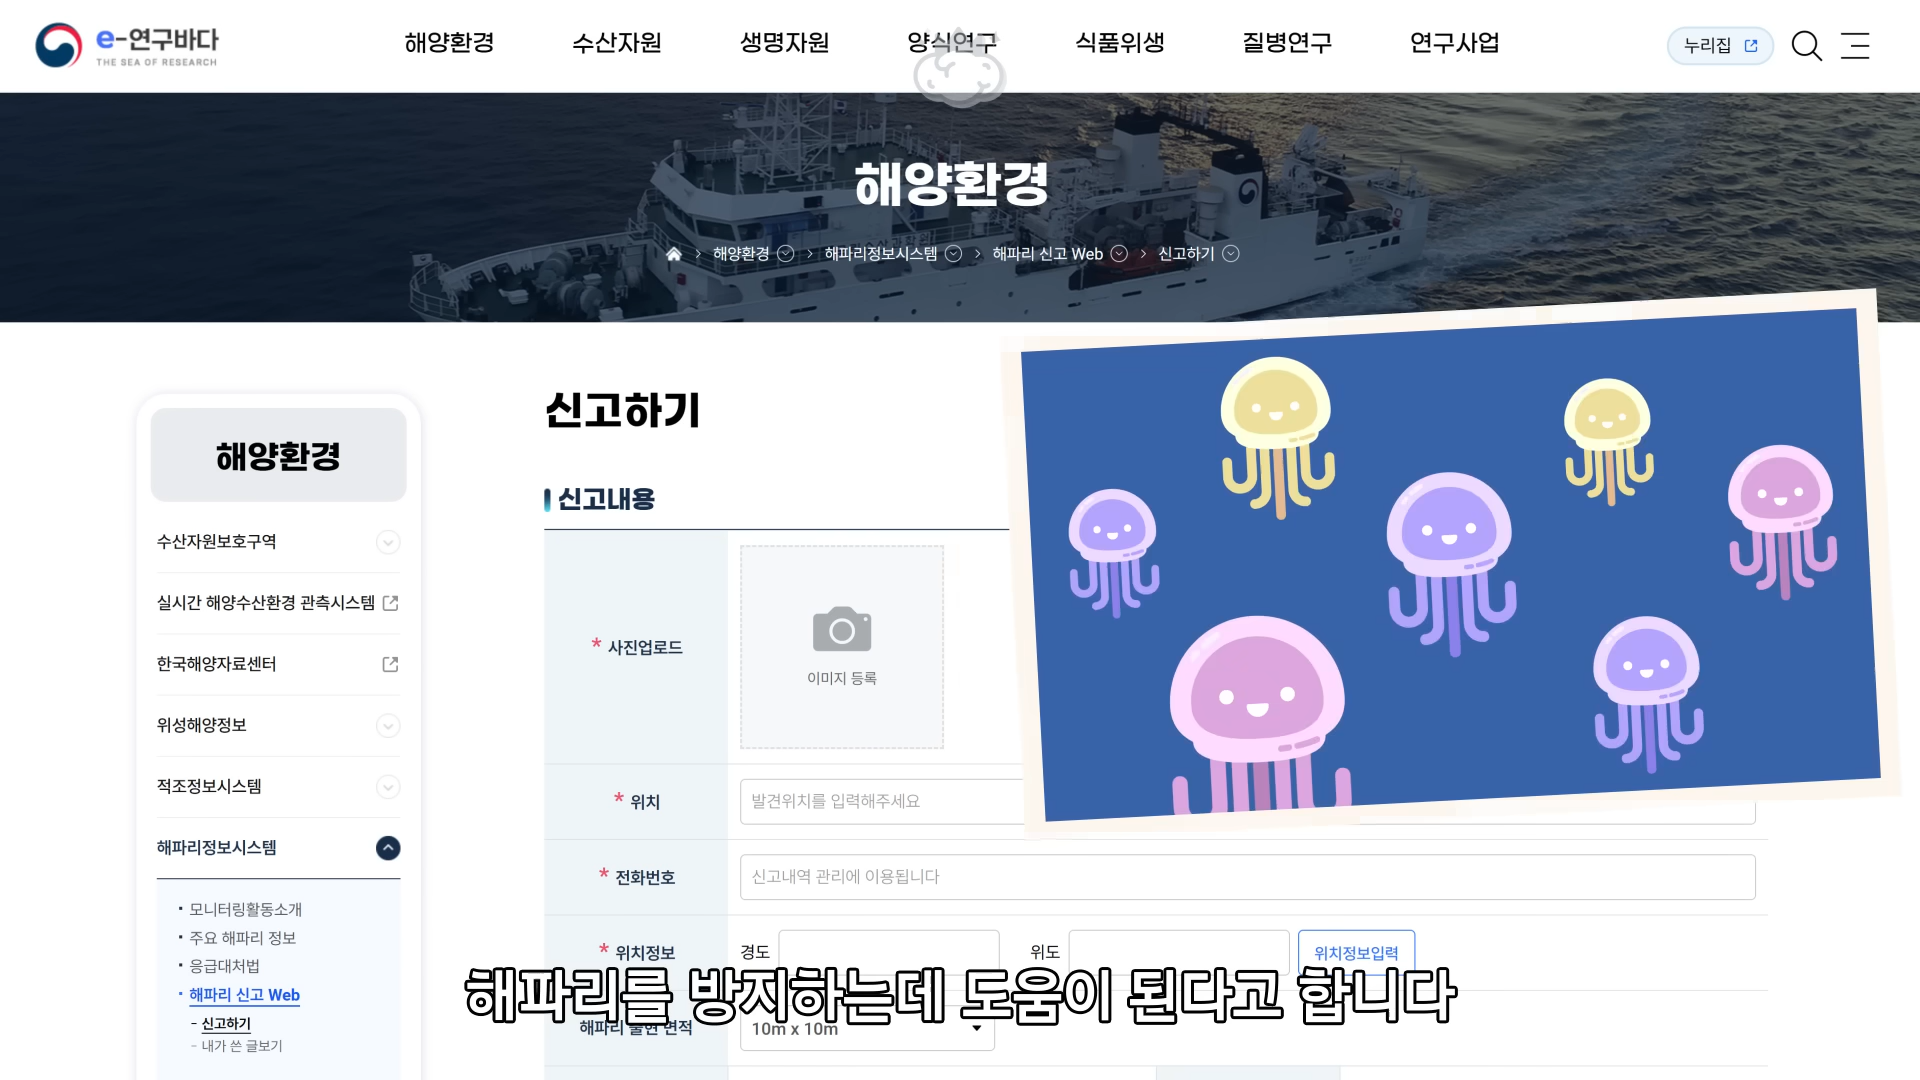 e-연구바다
THE SEA OF RESEARCH
해양환경 수산자원 생명자원 양식연구 식품위생 질병연구 연구사업
누리집
해양환경
해양환경 해파리정보시스템 해파리 신고 Web 신고하기
해양환경
수산자원보호구역
실시간 해양수산환경 관측시스템
한국해양자료센터
위성해양정보
적조정보시스템
해파리정보시스템
모니터링활동소개
주요 해파리 정보
응급대처법
해파리 신고 Web
- 신고하기
- 내가 쓴 글보기
신고하기
신고내용
* 사진업로드
이미지 등록
* 위치
발견위치를 입력해주세요
* 전화번호
신고내역 관리에 이용됩니다
* 위치정보
경도
위도
위치정보입력
해파리 출현 면적
10m x 10m
해파리를 방지하는데 도움이 된다고 합니다